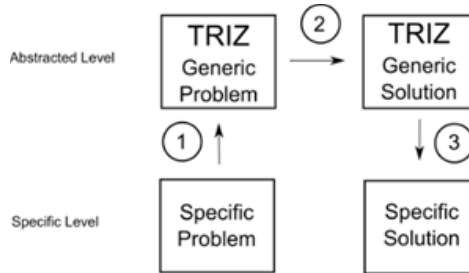 2
TRIZ
Generic
Problem
TRIZ
Generic
Solution
Abstracted Level
1
3
Specific
Problem
Specific
Solution
Specific Level